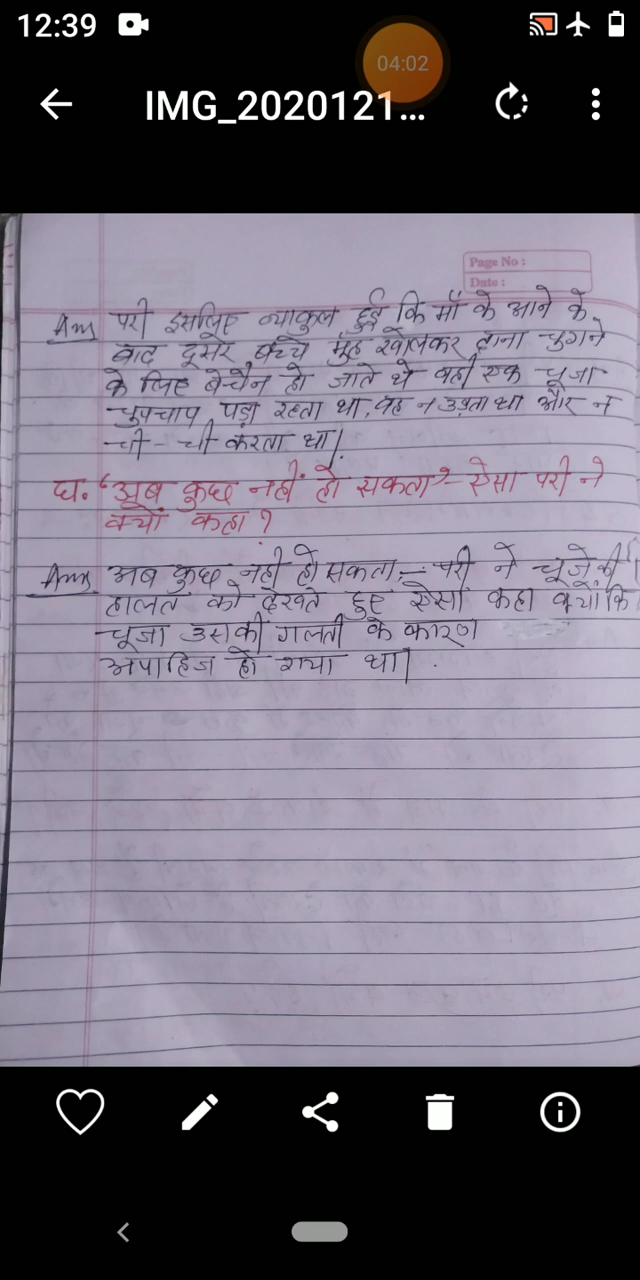 12:39
04:02
IMG_2020121...
Page No :
Date :
Ans परी इसलिए व्याकुल हुई कि माँ के आने के
बाद दूसरे बच्चे मुँह खोलकर दाना चुगने
के लिए बेचैन हो जाते थे वही एक चूजा
चुपचाप पड़ा रहता था, वह न उड़ता था और न
ची - ची करता था।
घ. "अब कुछ नहीं हो सकता" - ऐसा परी ने
क्यों कहा?
Ans अब कुछ नही हो सकता, - परी ने चूजे की
हालत को देखते हुए ऐसा कहा क्योंकि
चूजा उसकी गलती के कारण
अपाहिज हो गया था।